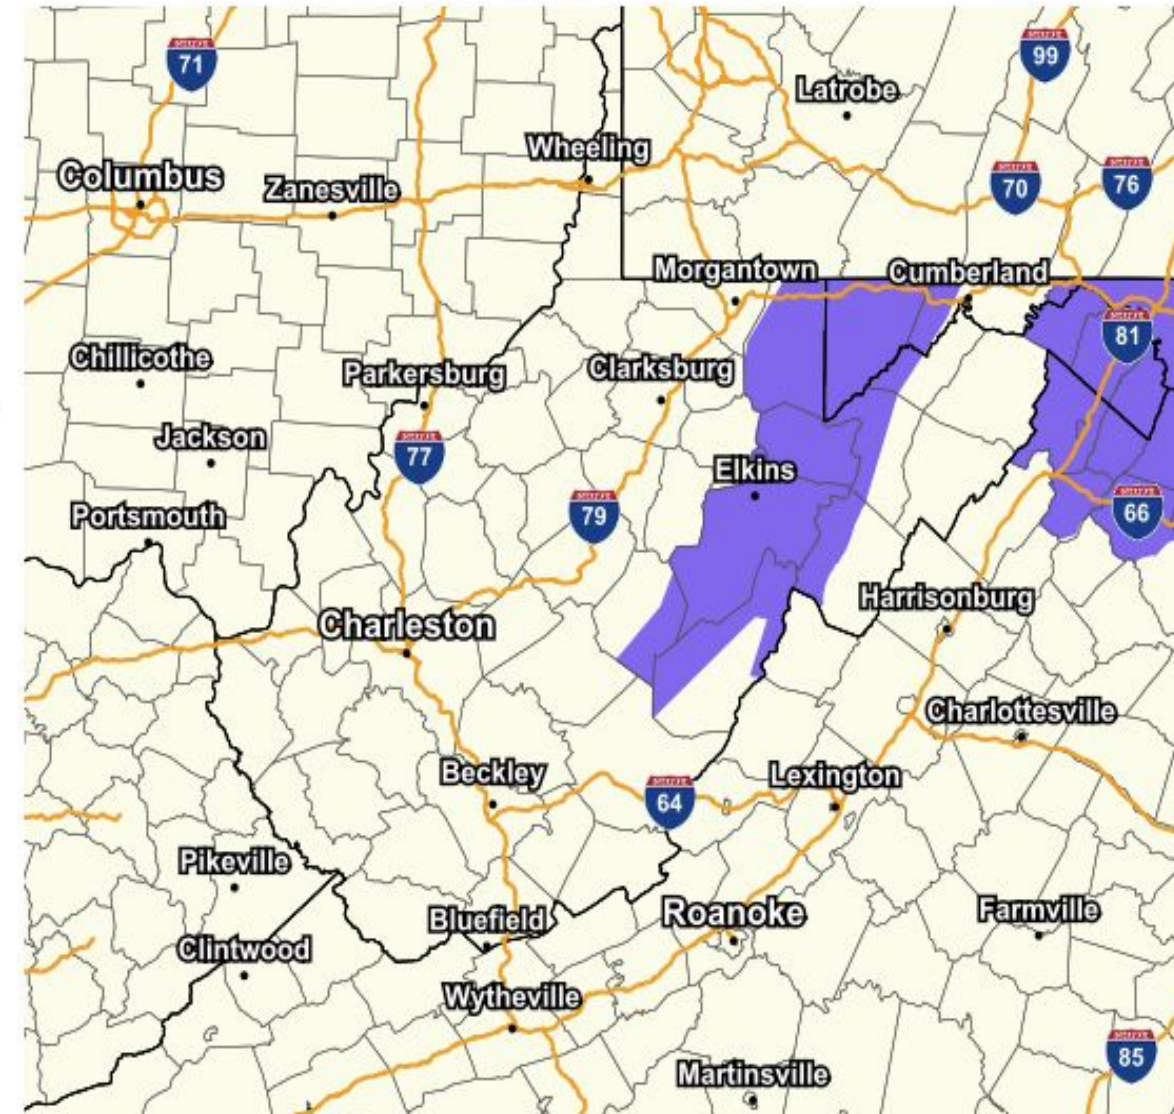 71
99
Latrobe
Wheeling
Columbus
Zanesville
70
76
Morgantown
Cumberland
81
Chillicothe
Parkersburg
Clarksburg
Jackson
77
Elkins
Portsmouth
79
66
Harrisonburg
Charleston
Charlottesville
Beckley
64
Lexington
Pikeville
Bluefield
Roanoke
Farmville
Clintwood
Wytheville
85
Martinsville